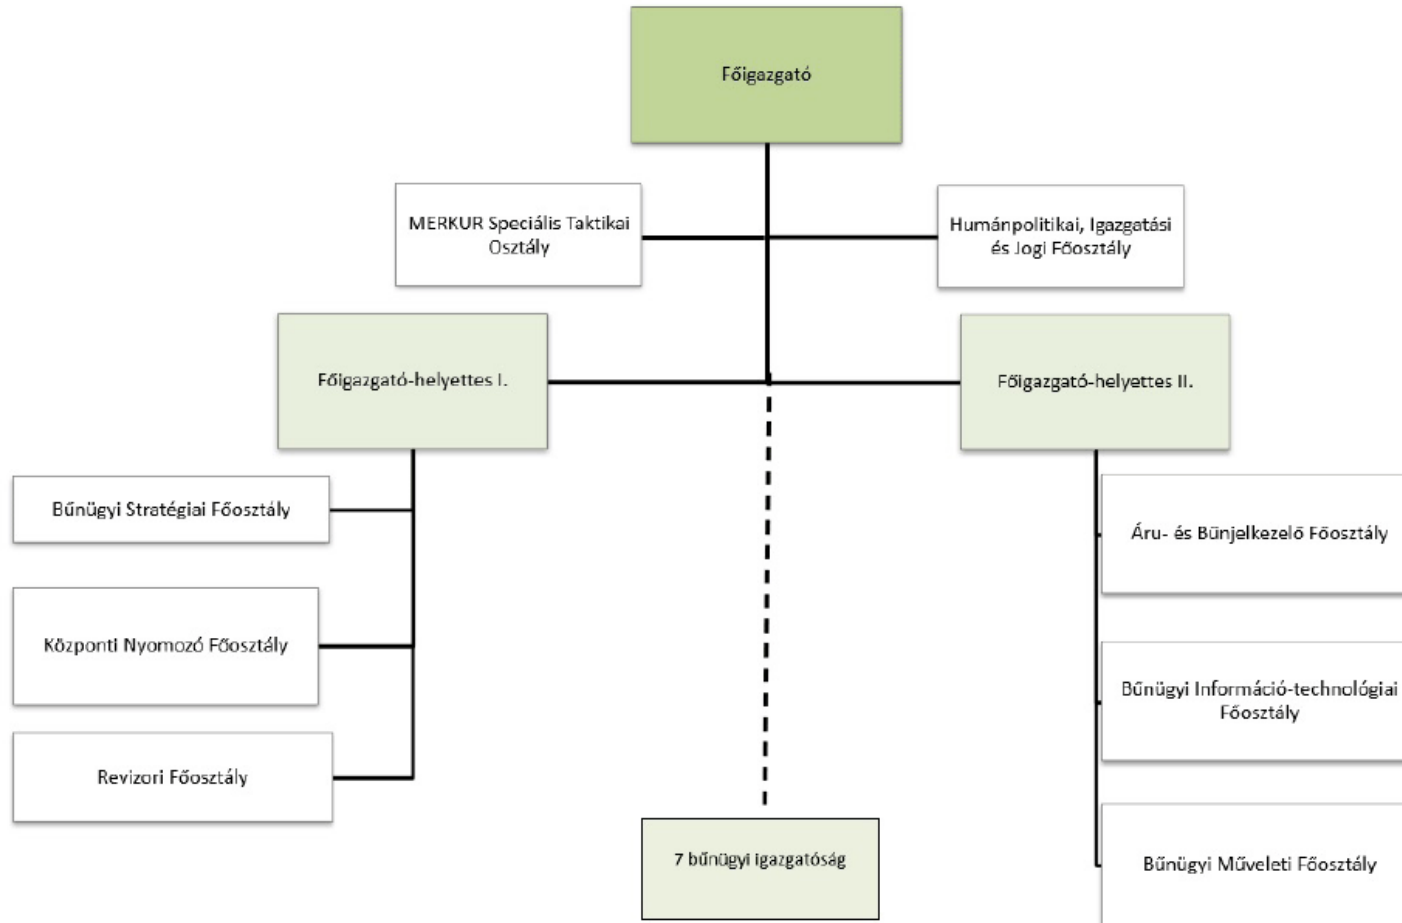 Főigazgató
MERKUR Speciális Taktikai
Osztály
Humánpolitikai, Igazgatási
és Jogi Főosztály
Főigazgató-helyettes I.
Főigazgató-helyettes II.
Bűnügyi Stratégiai Főosztály
Központi Nyomozó Főosztály
Revizori Főosztály
Áru- és Bűnjelkezelő Főosztály
Bűnügyi Információ-technológiai
Főosztály
Bűnügyi Műveleti Főosztály
7 bűnügyi igazgatóság